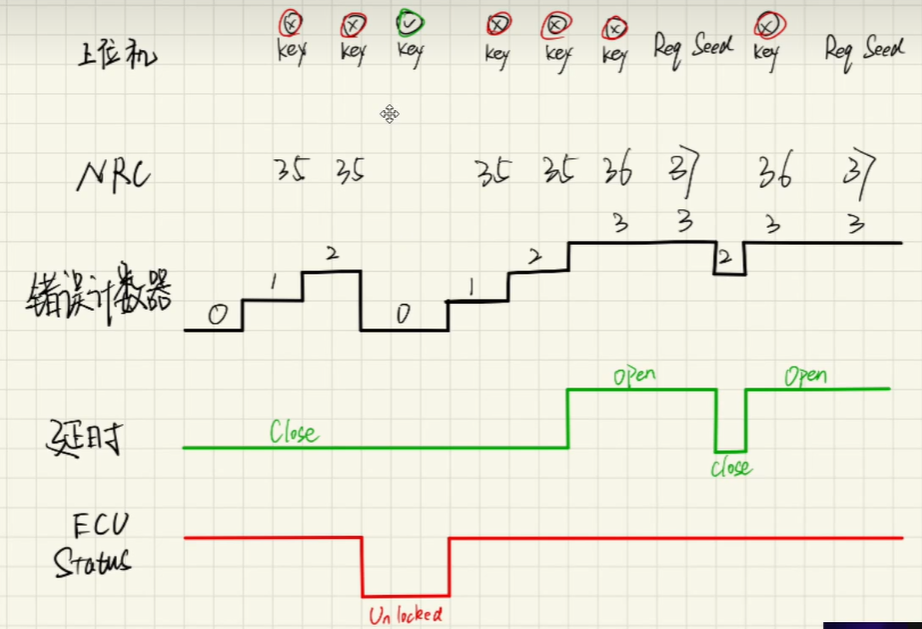 上位机 key key key key key key Req Seed key Req Seed
NRC 35 35 35 35 36 37 36 37
3 3 3 3
2 2 2
错误计数器 0 1 0 1
延时 Close Open Close Open
ECU
Status
Unlocked